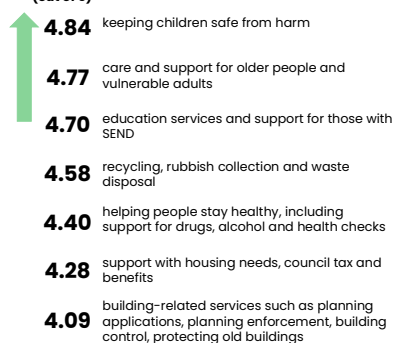 4.84 keeping children safe from harm
4.77 care and support for older people and
vulnerable adults
4.70 education services and support for those with
SEND
4.58 recycling, rubbish collection and waste
disposal
4.40 helping people stay healthy, including
support for drugs, alcohol and health checks
4.28 support with housing needs, council tax and
benefits
4.09 building-related services such as planning
applications, planning enforcement, building
control, protecting old buildings